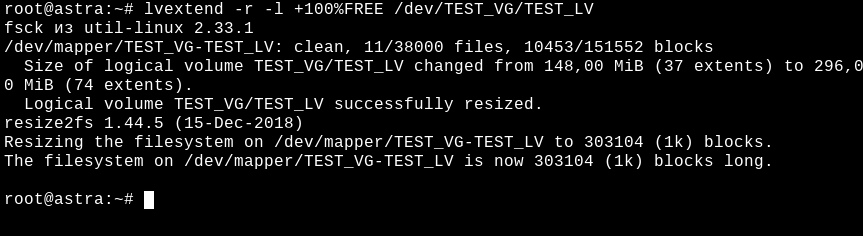 root@astra:~# lvextend -r -l +100%FREE /dev/TEST_VG/TEST_LV
fsck из util-linux 2.33.1
/dev/mapper/TEST_VG-TEST_LV: clean, 11/38000 files, 10453/151552 blocks
  Size of logical volume TEST_VG/TEST_LV changed from 148,00 MiB (37 extents) to 296,0
0 MiB (74 extents).
  Logical volume TEST_VG/TEST_LV successfully resized.
resize2fs 1.44.5 (15-Dec-2018)
Resizing the filesystem on /dev/mapper/TEST_VG-TEST_LV to 303104 (1k) blocks.
The filesystem on /dev/mapper/TEST_VG-TEST_LV is now 303104 (1k) blocks long.

root@astra:~#